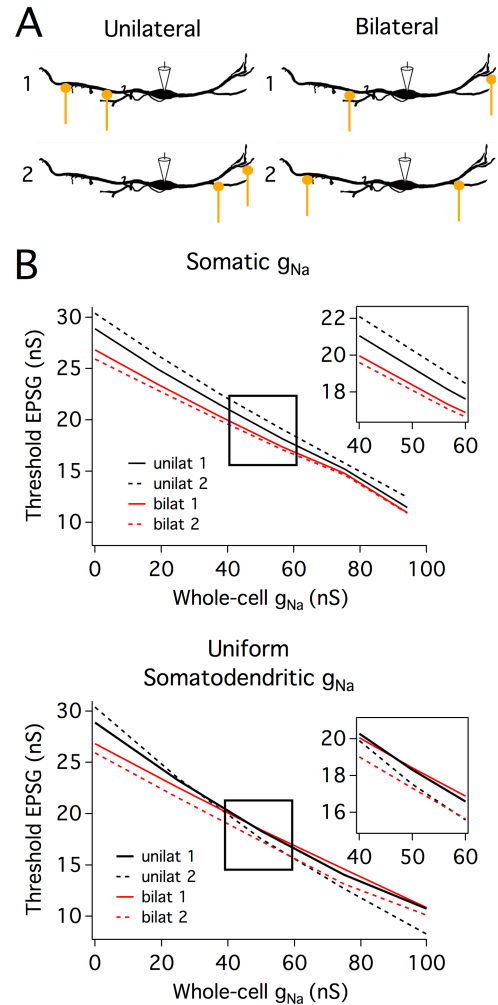 A
Unilateral
Bilateral
1
1
2
2
B
Somatic gNa
Threshold EPSG (nS)
30
25
20
15
10
22
20
18
40
50
60
unilat 1
unilat 2
bilat 1
bilat 2
0
20
40
60
80
100
Whole-cell gNa (nS)
Uniform
Somatodendritic gNa
Threshold EPSG (nS)
30
25
20
15
10
20
18
16
40
50
60
unilat 1
unilat 2
bilat 1
bilat 2
0
20
40
60
80
100
Whole-cell gNa (nS)